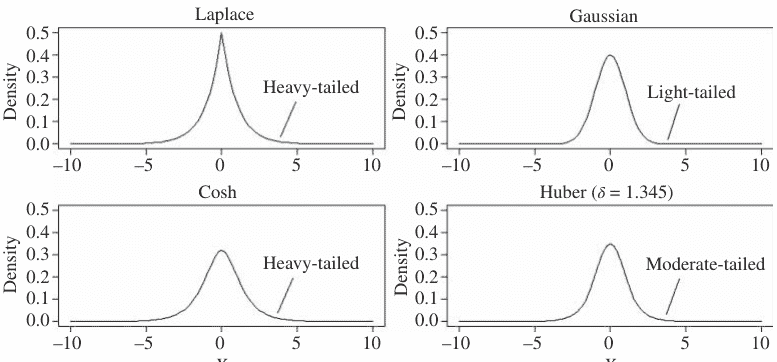 Laplace
Density
0.5
0.4
0.3
0.2
0.1
0.0
Heavy-tailed
–10 –5 0 5 10
Gaussian
Density
0.5
0.4
0.3
0.2
0.1
0.0
Light-tailed
–10 –5 0 5 10
Cosh
Density
0.5
0.4
0.3
0.2
0.1
0.0
Heavy-tailed
–10 –5 0 5 10
Huber (δ = 1.345)
Density
0.5
0.4
0.3
0.2
0.1
0.0
Moderate-tailed
–10 –5 0 5 10